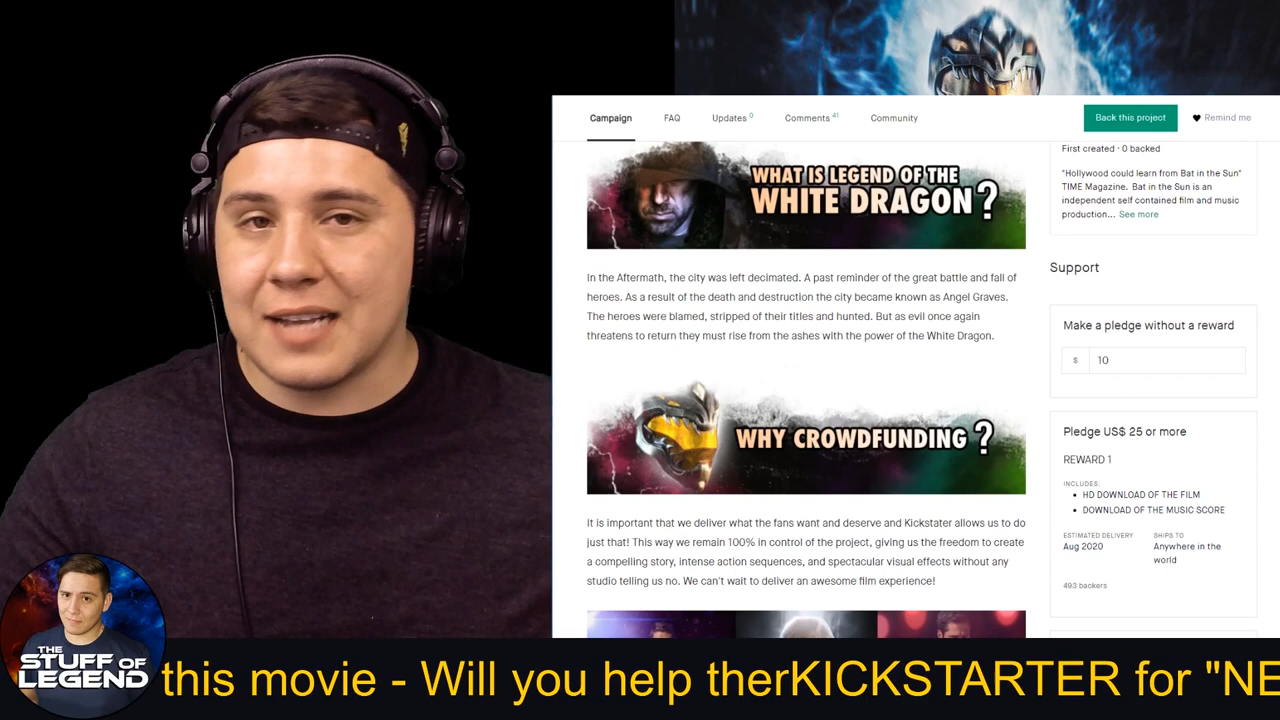 Campaign
FAQ
Updates 0
Comments 41
Community
Back this project
Remind me
WHAT IS LEGEND OF THE
WHITE DRAGON?
In the Aftermath, the city was left decimated. A past reminder of the great battle and fall of
heroes. As a result of the death and destruction the city became known as Angel Graves.
The heroes were blamed, stripped of their titles and hunted. But as evil once again
threatens to return they must rise from the ashes with the power of the White Dragon.
WHY CROWDFUNDING?
It is important that we deliver what the fans want and deserve and Kickstater allows us to do
just that! This way we remain 100% in control of the project, giving us the freedom to create
a compelling story, intense action sequences, and spectacular visual effects without any
studio telling us no. We can't wait to deliver an awesome film experience!
First created · 0 backed
"Hollywood could learn from Bat in the Sun"
TIME Magazine. Bat in the Sun is an
independent self contained film and music
production... See more
Support
Make a pledge without a reward
$ 10
Pledge US$ 25 or more
REWARD 1
INCLUDES:
• HD DOWNLOAD OF THE FILM
• DOWNLOAD OF THE MUSIC SCORE
ESTIMATED DELIVERY
Aug 2020
SHIPS TO
Anywhere in the
world
493 backers
THE
STUFF OF
LEGEND
this movie - Will you help therKICKSTARTER for "NE